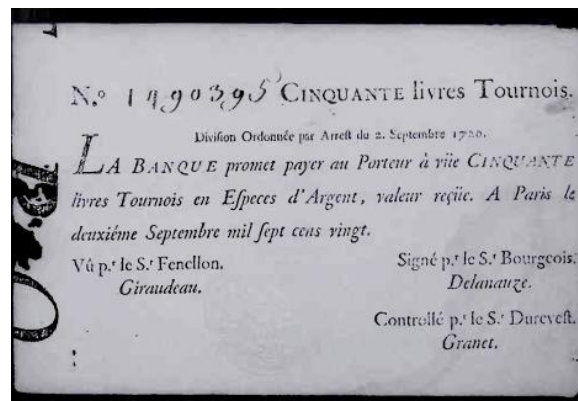 N.º 1490395 CINQUANTE livres Tournois.
Diviſion Ordonnée par Arreſt du 2. Septembre 1720.
LA BANQUE promet payer au Porteur à vüe CINQUANTE
livres Tournois en Eſpeces d'Argent, valeur reçüe. A Paris le
deuxiéme Septembre mil ſept cens vingt.
Vû p.r le S.r Fenellon. Signé p.r le S.r Bourgeois.
Giraudeau. Delanauze.
Controllé p.r le S.r Dureveſt.
Granet.